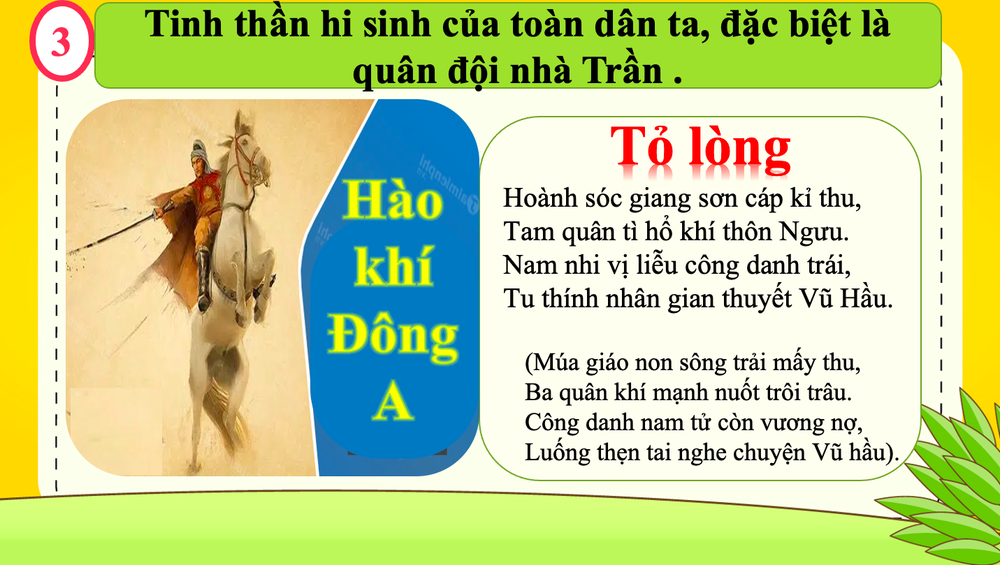 3
Tinh thần hi sinh của toàn dân ta, đặc biệt là
quân đội nhà Trần .
Hào
khí
Đông
A
Taimienphi
Tỏ lòng
Hoành sóc giang sơn cáp kỉ thu,
Tam quân tì hổ khí thôn Ngưu.
Nam nhi vị liễu công danh trái,
Tu thính nhân gian thuyết Vũ Hầu.
(Múa giáo non sông trải mấy thu,
Ba quân khí mạnh nuốt trôi trâu.
Công danh nam tử còn vương nợ,
Luống thẹn tai nghe chuyện Vũ hầu).